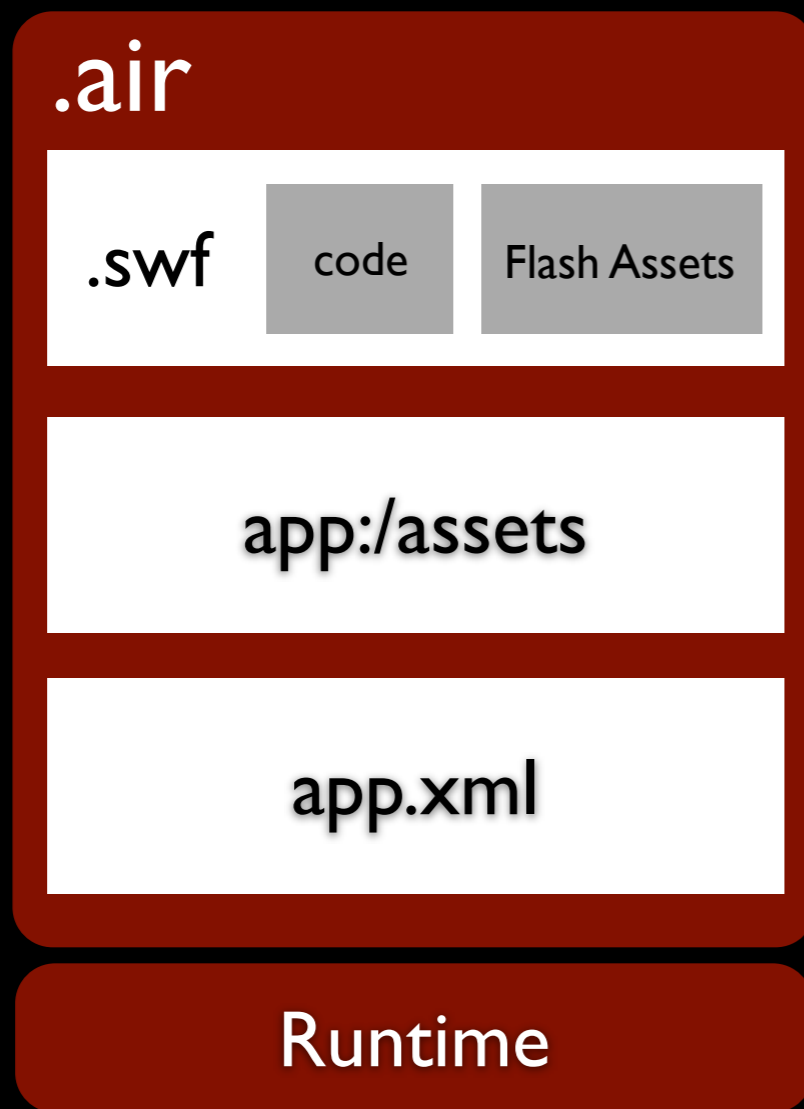 .air
.swf
code
Flash Assets
app:/assets
app.xml
Runtime